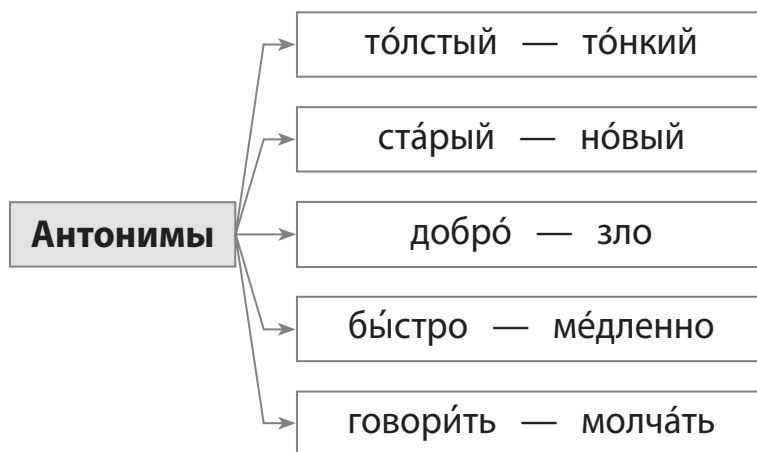 то́лстый — то́нкий
ста́рый — но́вый
Антонимы
добро́ — зло
бы́стро — ме́дленно
говори́ть — молча́ть